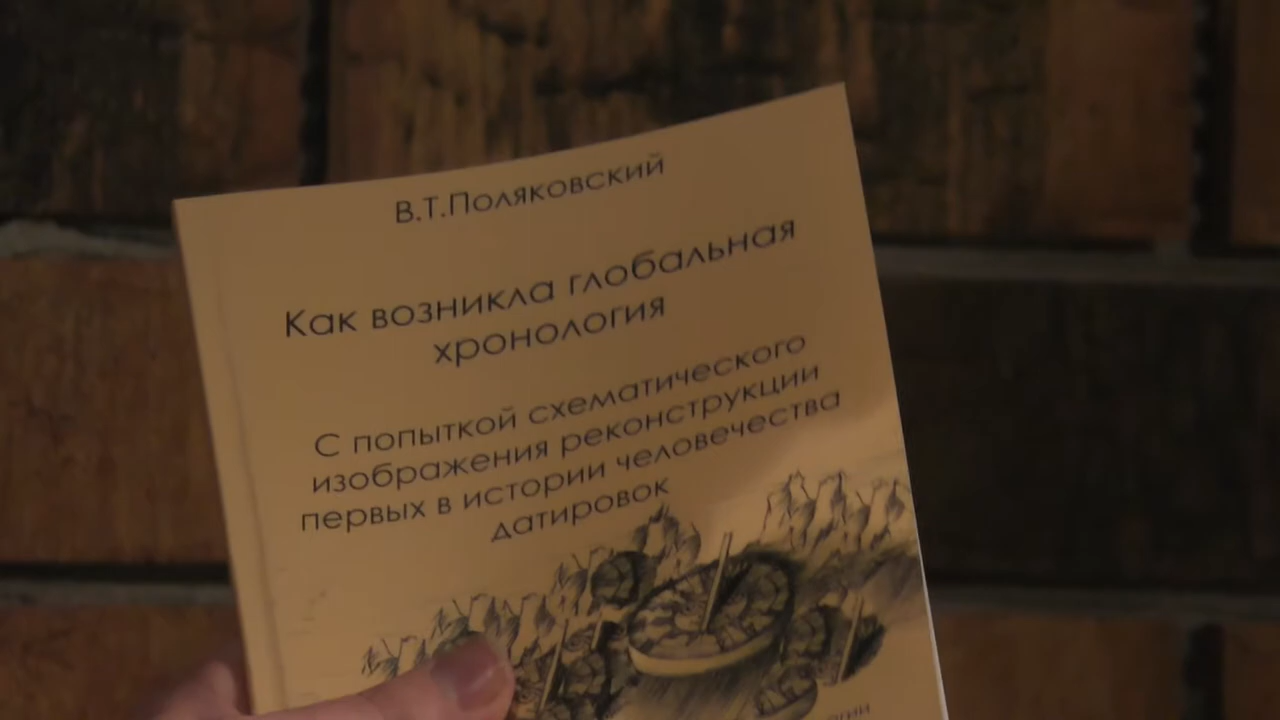 В.Т.Поляковский
Как возникла глобальная
хронология
С попыткой схематического
изображения реконструкции
первых в истории человечества
датировок